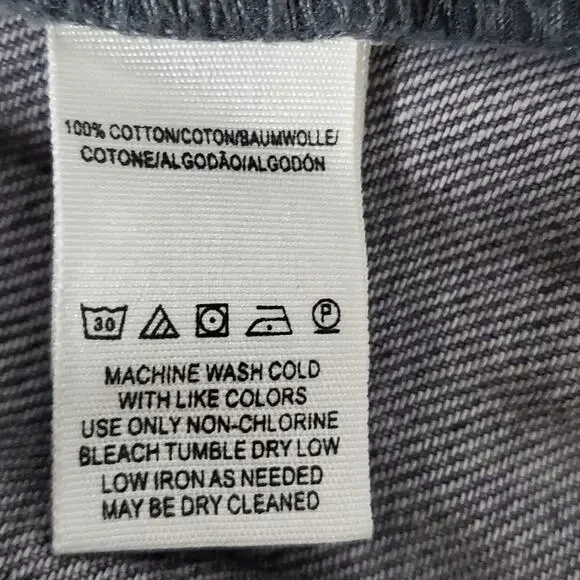 100% COTTON/COTON/BAUMWOLLE/
COTONE/ALGODÃO/ALGODÓN
30 P
MACHINE WASH COLD
WITH LIKE COLORS
USE ONLY NON-CHLORINE
BLEACH TUMBLE DRY LOW
LOW IRON AS NEEDED
MAY BE DRY CLEANED